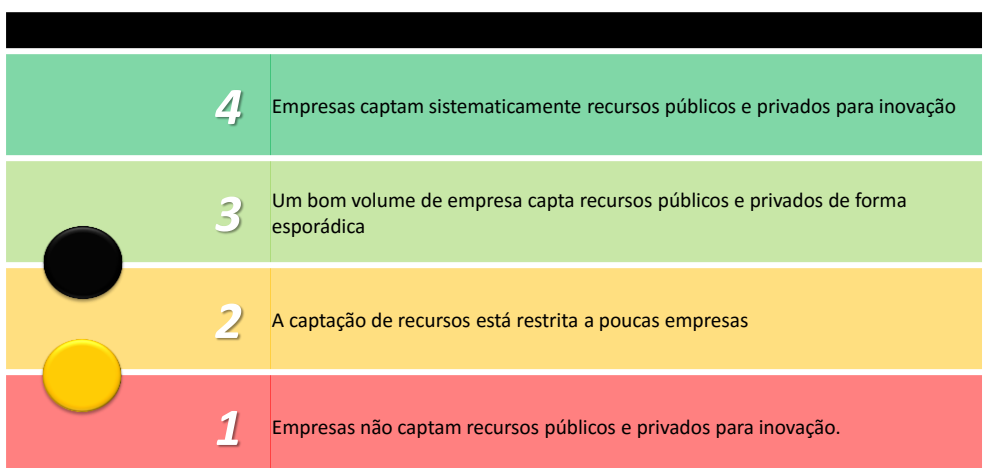 4
Empresas captam sistematicamente recursos públicos e privados para inovação
3
Um bom volume de empresa capta recursos públicos e privados de forma
esporádica
2
A captação de recursos está restrita a poucas empresas
1
Empresas não captam recursos públicos e privados para inovação.